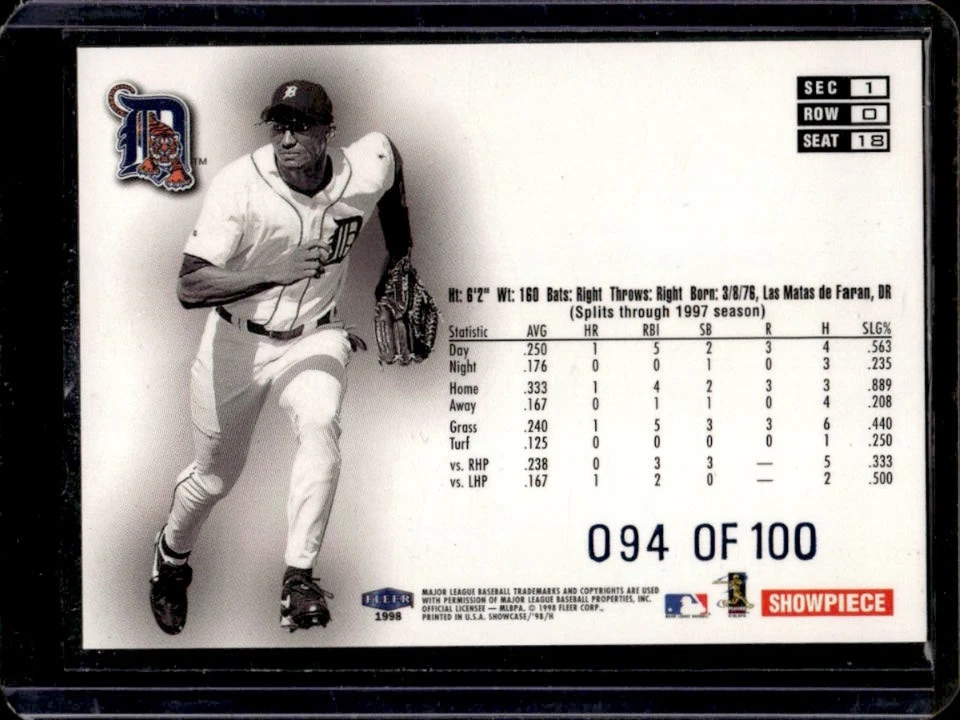 D
TM
SEC 1
ROW 0
SEAT 18
D
D
Ht: 6'2" Wt: 160 Bats: Right Throws: Right Born: 3/8/76, Las Matas de Faran, DR
(Splits through 1997 season)
Statistic AVG HR RBI SB R H SLG%
Day .250 1 5 2 3 4 .563
Night .176 0 0 1 0 3 .235
Home .333 1 4 2 3 3 .889
Away .167 0 1 1 0 4 .208
Grass .240 1 5 3 3 6 .440
Turf .125 0 0 0 0 1 .250
vs. RHP .238 0 3 3 — 5 .333
vs. LHP .167 1 2 0 — 2 .500
094 OF 100
FLEER
1998
MAJOR LEAGUE BASEBALL TRADEMARKS AND COPYRIGHTS ARE USED
WITH PERMISSION OF MAJOR LEAGUE BASEBALL PROPERTIES, INC.
OFFICIAL LICENSEE — MLBPA. © 1998 FLEER CORP.,
PRINTED IN U.S.A. SHOWCASE/'98/H
SHOWPIECE